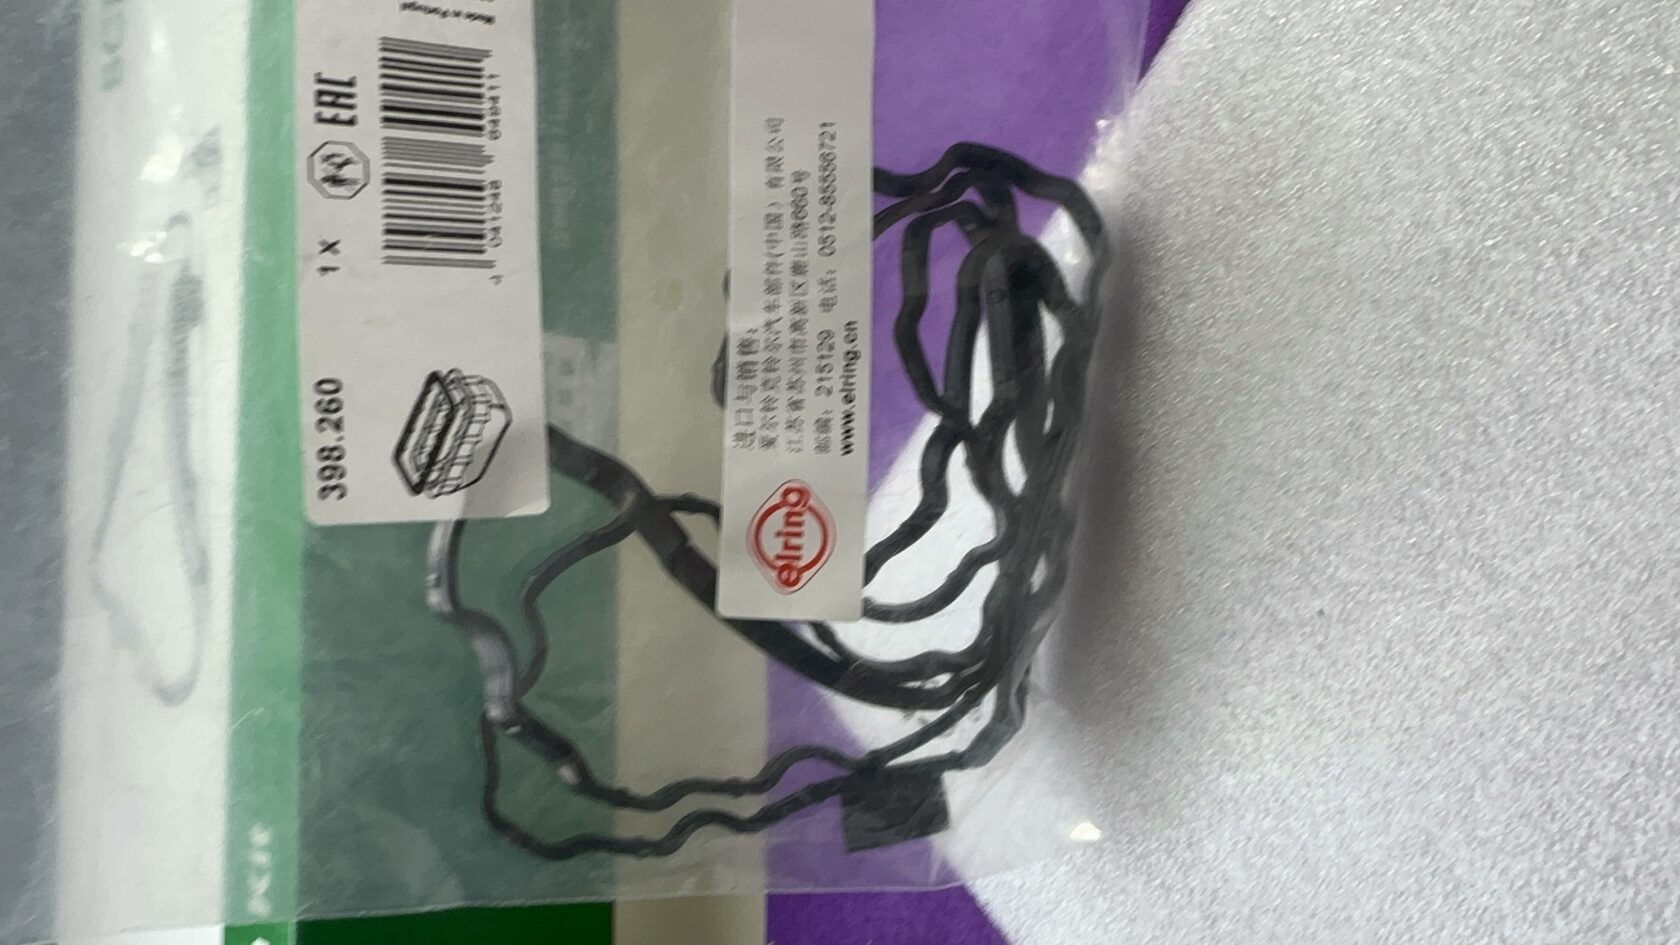 Made in Portugal
EAC
1 X
398.260
进口与销售:
爱尔铃克铃尔汽车部件(中国)有限公司
江苏省苏州市高新区鹿山路660号
邮编: 215129 电话: 0512-85556721
www.elring.cn
elring